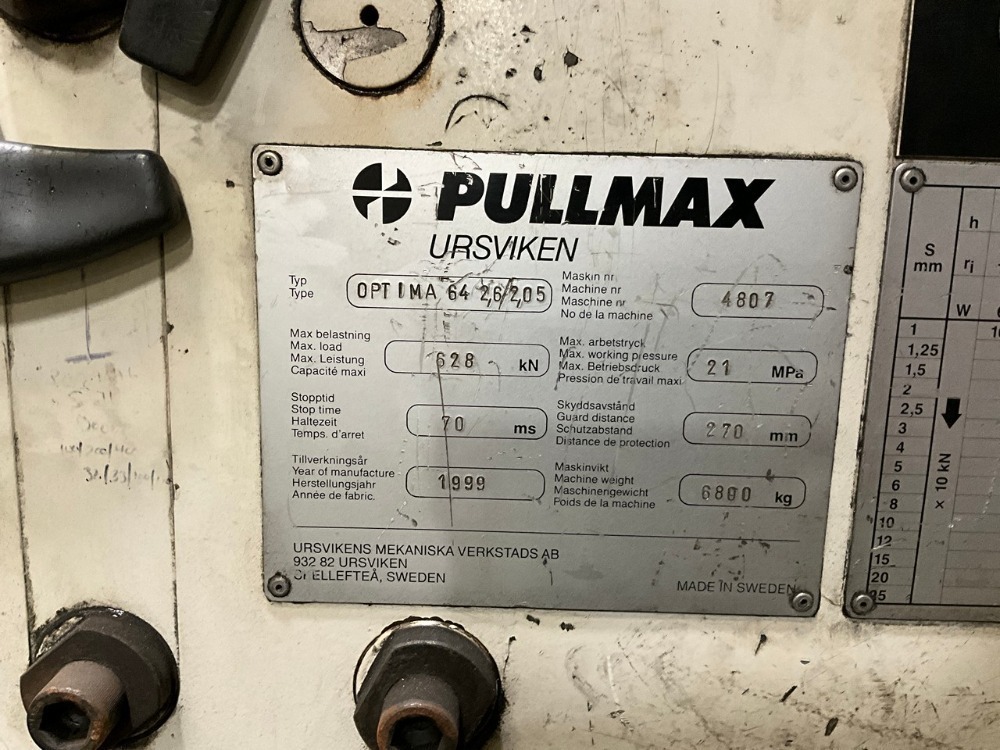 PULLMAX
URSVIKEN
Typ
Type
OPTIMA 64 2,6/2,05
Maskin nr
Machine nr
Maschine nr
No de la machine
4807
Max belastning
Max. load
Max. Leistung
Capacité maxi
628 kN
Max. arbetstryck
Max. working pressure
Max. Betriebsdruck
Pression de travail maxi
21 MPa
Stopptid
Stop time
Haltezeit
Temps. d'arret
70 ms
Skyddsavstånd
Guard distance
Schutzabstand
Distance de protection
270 mm
Tillverkningsår
Year of manufacture
Herstellungsjahr
Année de fabric.
1999
Maskinvikt
Machine weight
Maschinengewicht
Poids de la machine
6800 kg
URSVIKENS MEKANISKA VERKSTADS AB
932 82 URSVIKEN
SWEDEN
MADE IN SWEDEN
S
mm
h
ri
W
1
1,25
1,5
2
2,5
3
4
5
6
8
10
12
15
20
25
× 10 kN